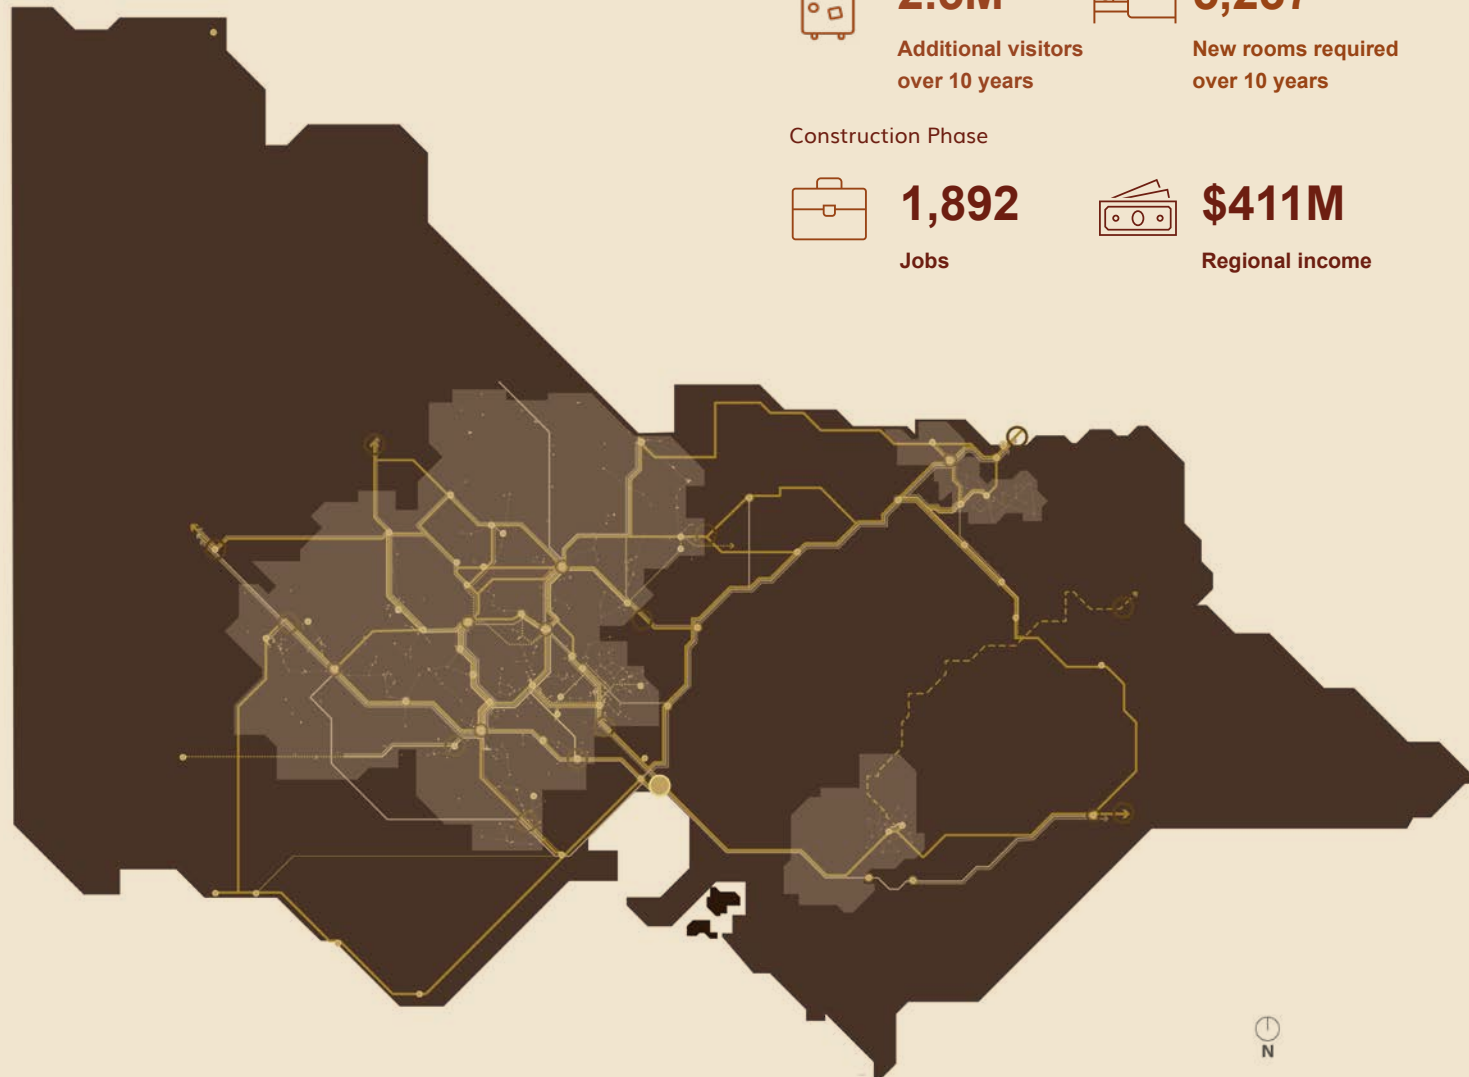 Additional visitors
over 10 years
New rooms required
over 10 years
Construction Phase
1,892
Jobs
$411M
Regional income
N